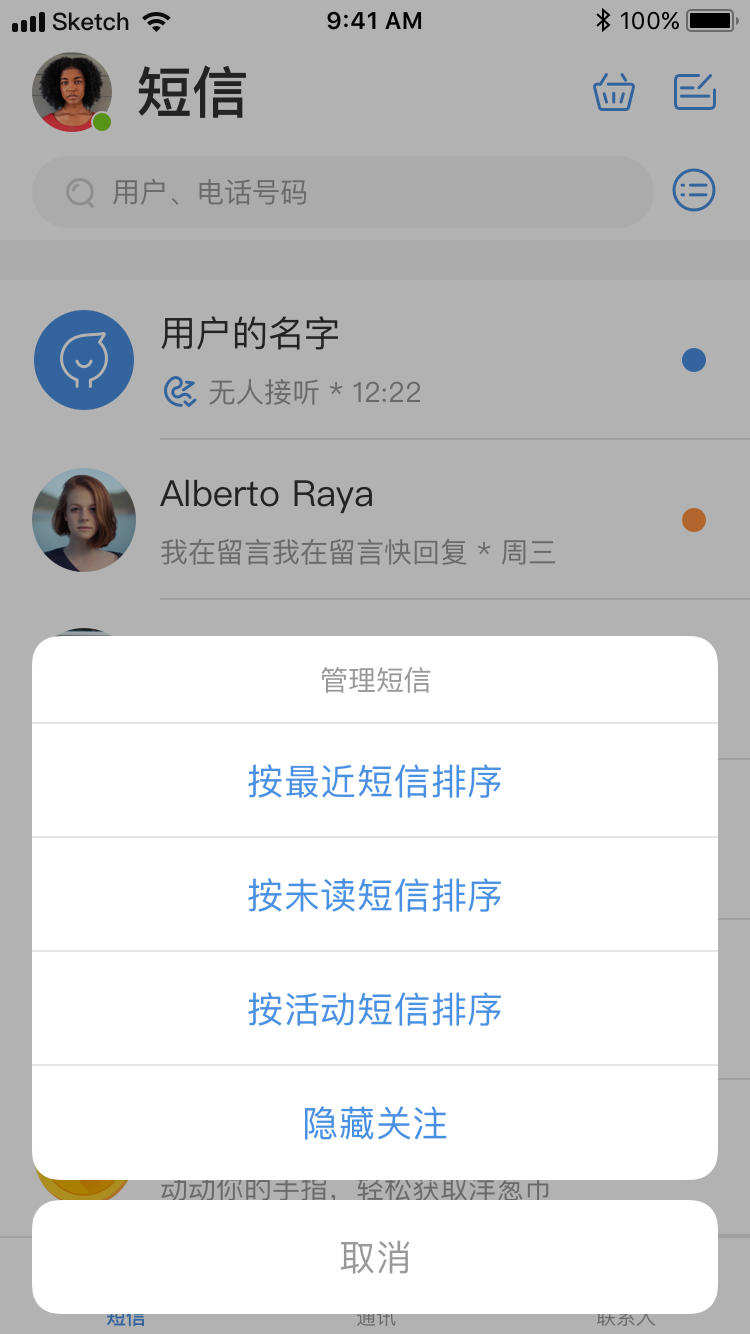 Sketch 9:41 AM 100%
短信
用户、电话号码
用户的名字
无人接听 * 12:22
Alberto Raya
我在留言我在留言快回复 * 周三
管理短信
按最近短信排序
按未读短信排序
按活动短信排序
隐藏关注
动动你的手指，轻松获取洋葱币
取消
短信 通讯 联系人